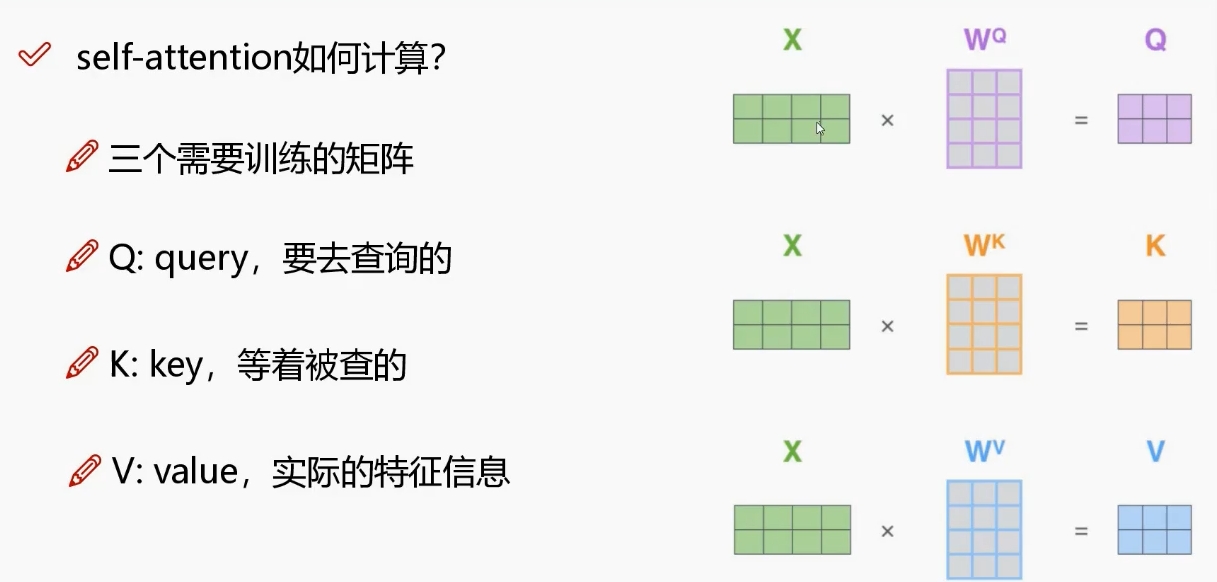 self-attention如何计算？
三个需要训练的矩阵
Q: query，要去查询的
K: key，等着被查的
V: value，实际的特征信息
X W^Q Q
× =
X W^K K
× =
X W^V V
× =